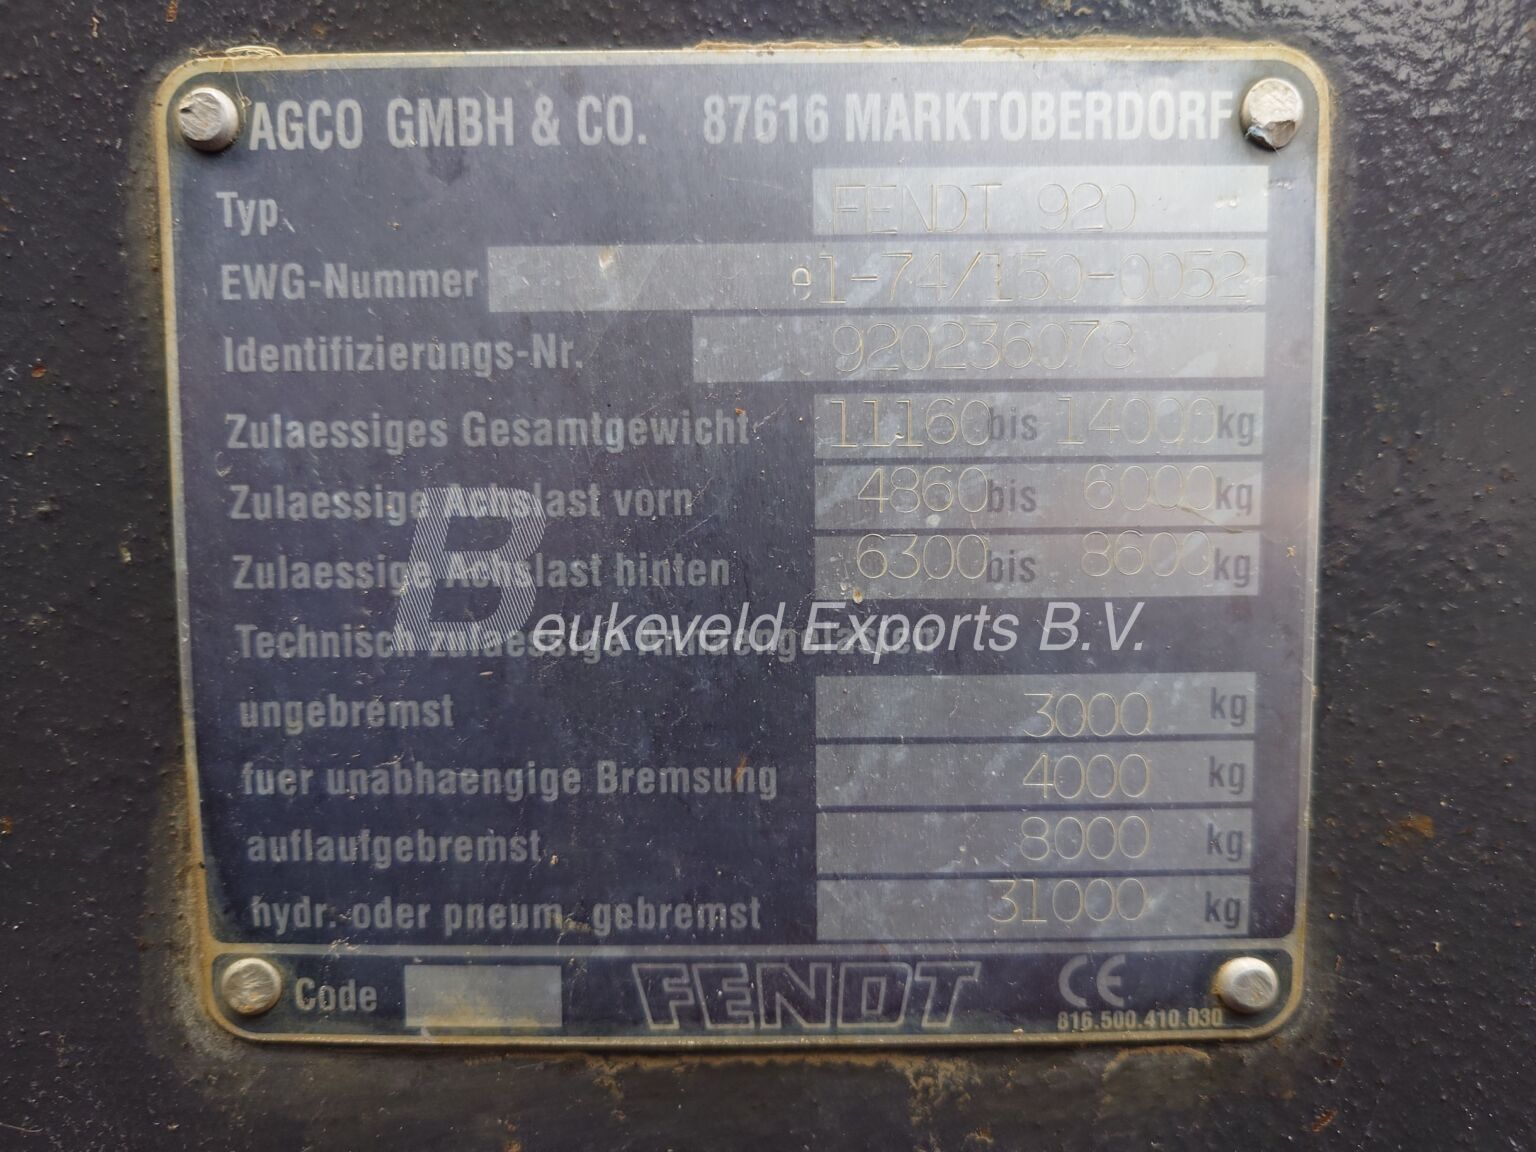 AGCO GMBH & CO. 87616 MARKTOBERDORF
Typ FENDT 920
EWG-Nummer e1-74/150-0052
Identifizierungs-Nr. 920236078
Zulaessiges Gesamtgewicht 11160 bis 14000 kg
Zulaessige Achslast vorn 4860 bis 6000 kg
Zulaessige Achslast hinten 6300 bis 8600 kg
Technisch zulaessige Anhaengelasten
Beukeveld Exports B.V.
ungebremst 3000 kg
fuer unabhaengige Bremsung 4000 kg
auflaufgebremst 8000 kg
hydr. oder pneum. gebremst 31000 kg
Code FENDT CE
816.500.410.030